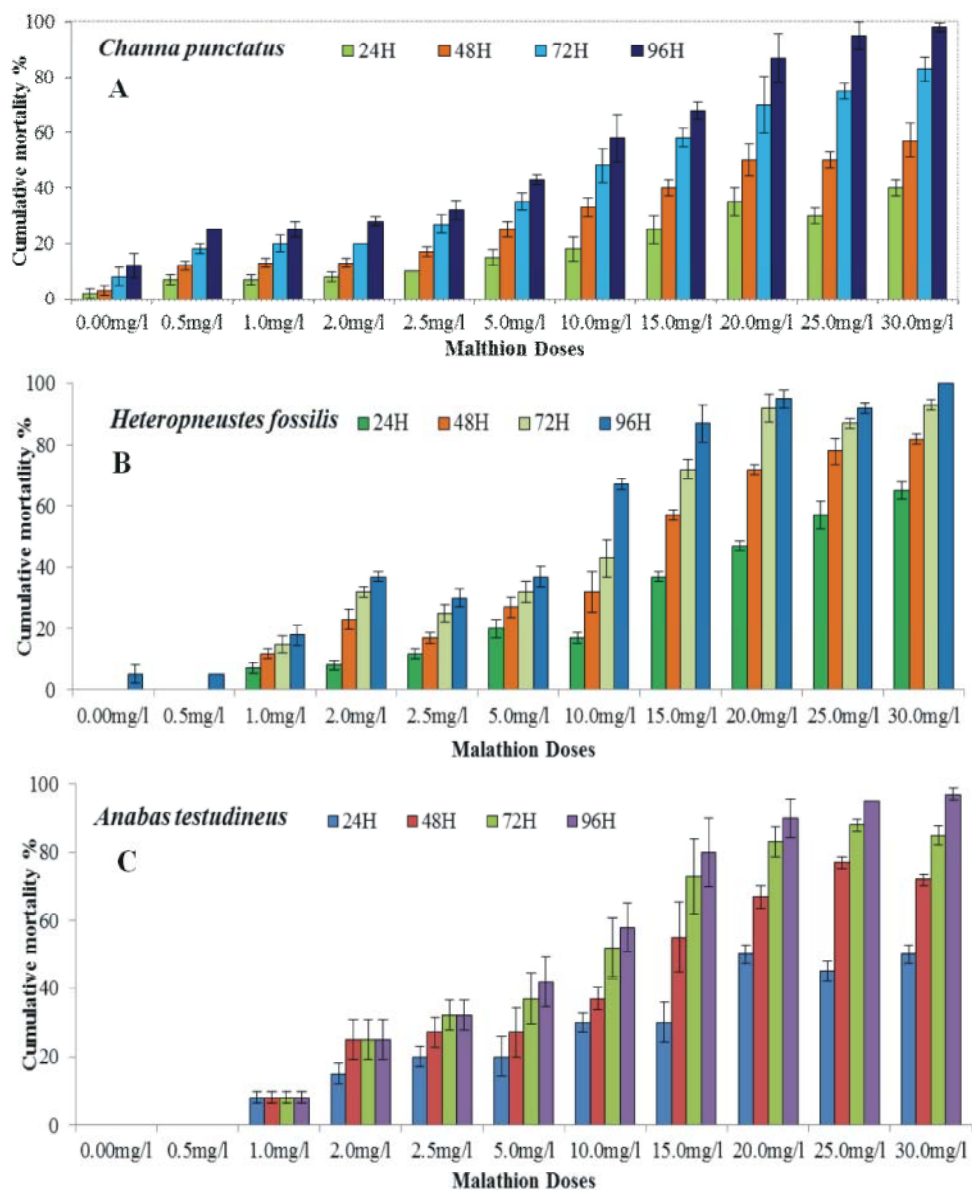 Channa punctatus 24H 48H 72H 96H
A
Cumulative mortality %
100
80
60
40
20
0
0.00mg/l 0.5mg/l 1.0mg/l 2.0mg/l 2.5mg/l 5.0mg/l 10.0mg/l 15.0mg/l 20.0mg/l 25.0mg/l 30.0mg/l
Malthion Doses
Heteropneustes fossilis 24H 48H 72H 96H
B
Cumulative mortatlity %
100
80
60
40
20
0
0.00mg/l 0.5mg/l 1.0mg/l 2.0mg/l 2.5mg/l 5.0mg/l 10.0mg/l 15.0mg/l 20.0mg/l 25.0mg/l 30.0mg/l
Malathion Doses
Anabas testudineus 24H 48H 72H 96H
C
Cumulative mortality %
100
80
60
40
20
0
0.00mg/l 0.5mg/l 1.0mg/l 2.0mg/l 2.5mg/l 5.0mg/l 10.0mg/l 15.0mg/l 20.0mg/l 25.0mg/l 30.0mg/l
Malathion Doses